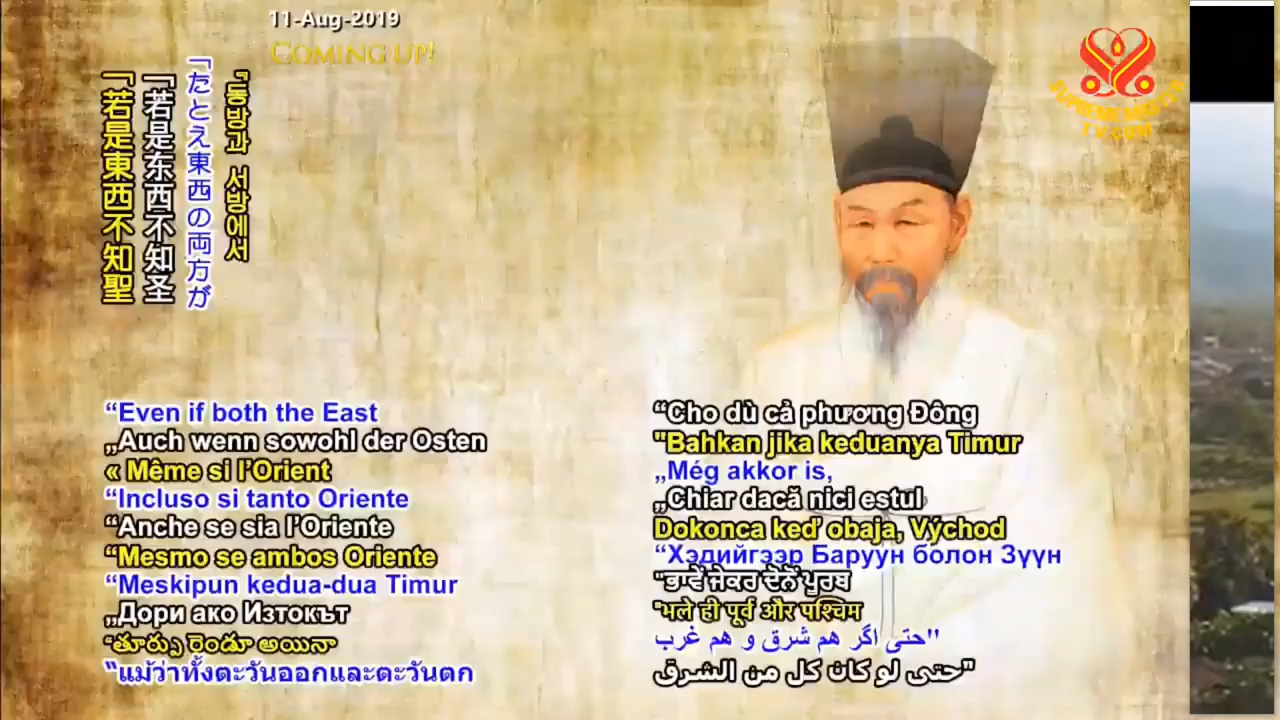 11-Aug-2019
COMING UP!
SUPREME MASTER
TV.COM
『동방과 서방에서
「たとえ東西の両方が
「若是东西不知圣
「若是東西不知聖
“Even if both the East
„Auch wenn sowohl der Osten
« Même si l’Orient
“Incluso si tanto Oriente
“Anche se sia l’Oriente
“Mesmo se ambos Oriente
“Meskipun kedua-dua Timur
„Дори ако Изтокът
“తూర్పు రెండూ అయినా
“แม้ว่าทั้งตะวันออกและตะวันตก
“Cho dù cả phương Đông
"Bahkan jika keduanya Timur
„Még akkor is,
„Chiar dacă nici estul
Dokonca keď obaja, Východ
“Хэдийгээр Баруун болон Зүүн
"ਭਾਵੇਂ ਜੇਕਰ ਦੋਨੋਂ ਪੂਰਬ
"भले ही पूर्व और पश्चिम
"حتی اگر هم شرق و هم غرب
"حتى لو كان كل من الشرق